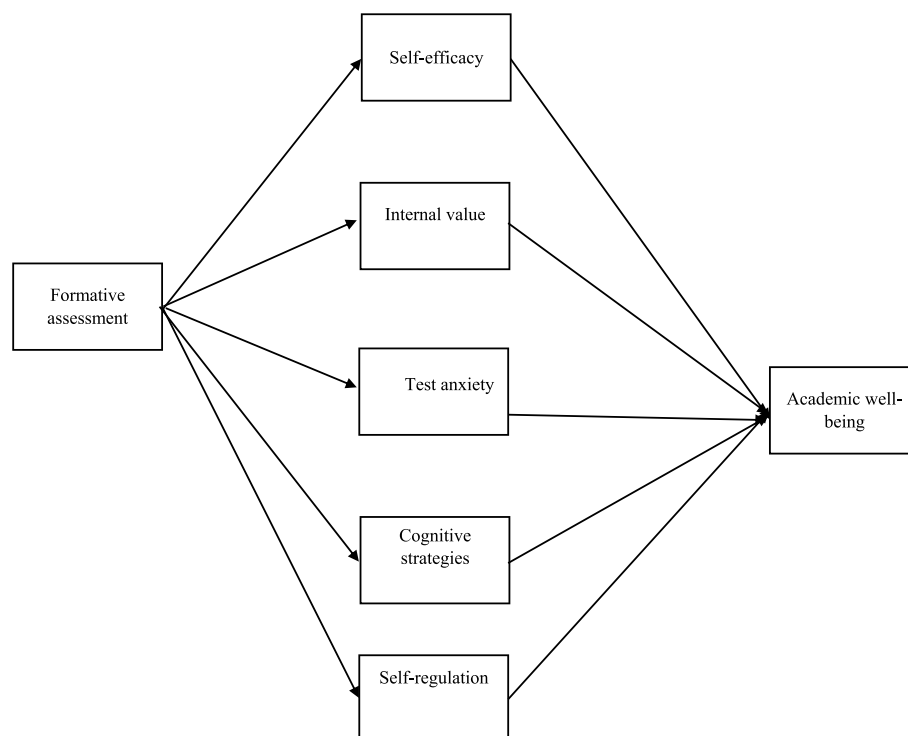 Self-efficacy
Internal value
Formative
assessment
Test anxiety
Academic well-
being
Cognitive
strategies
Self-regulation